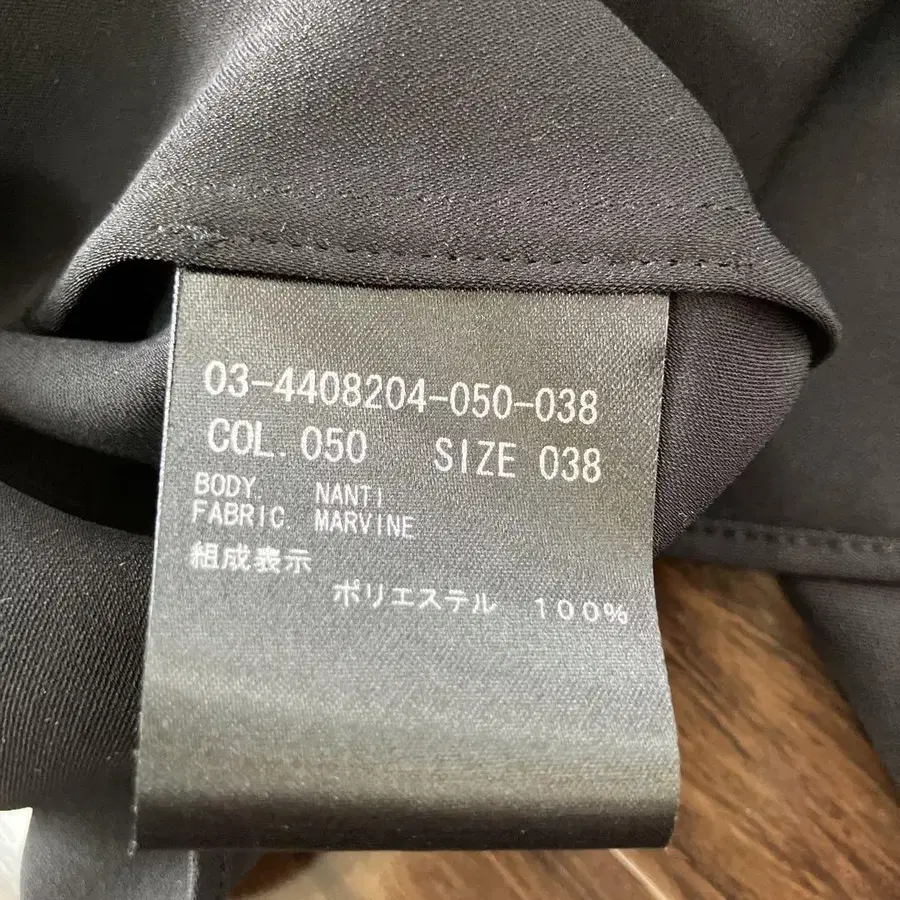 03-4408204-050-038
COL. 050 SIZE 038
BODY. NANTI
FABRIC. MARVINE
組成表示
ポリエステル 100%